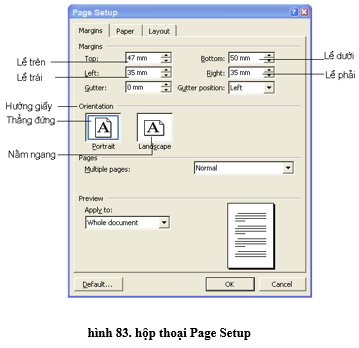 Page Setup
Margins Paper Layout
Margins
Top: 47 mm Bottom: 50 mm
Left: 35 mm Right: 35 mm
Gutter: 0 mm Gutter position: Left
Lề trên
Lề trái
Lề dưới
Lề phải
Hướng giấy
Orientation
Thẳng đứng
A A
Nằm ngang
Portrait Landscape
Pages
Multiple pages: Normal
Preview
Apply to:
Whole document
Default... OK Cancel
hình 83. hộp thoại Page Setup